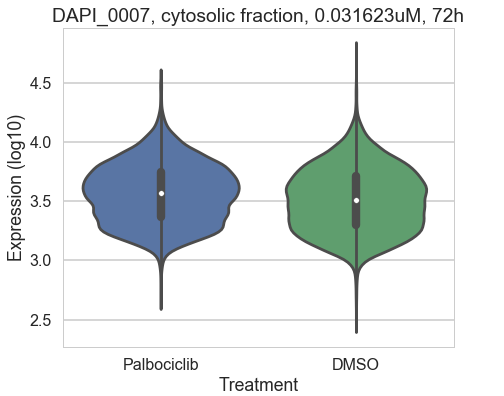 DAPI_0007, cytosolic fraction, 0.031623uM, 72h
Expression (log10)
4.5
4.0
3.5
3.0
2.5
Palbociclib DMSO
Treatment